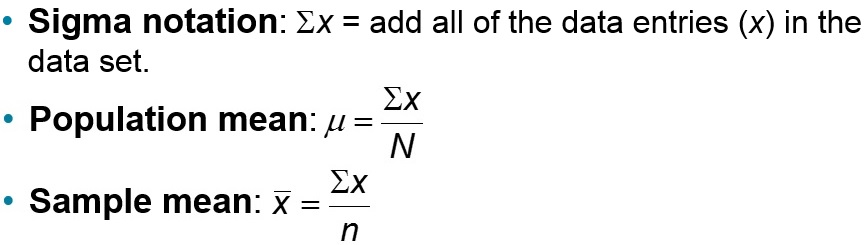 • Sigma notation: Σx = add all of the data entries (x) in the
data set.
• Population mean: μ = Σx / N
• Sample mean: x̄ = Σx / n